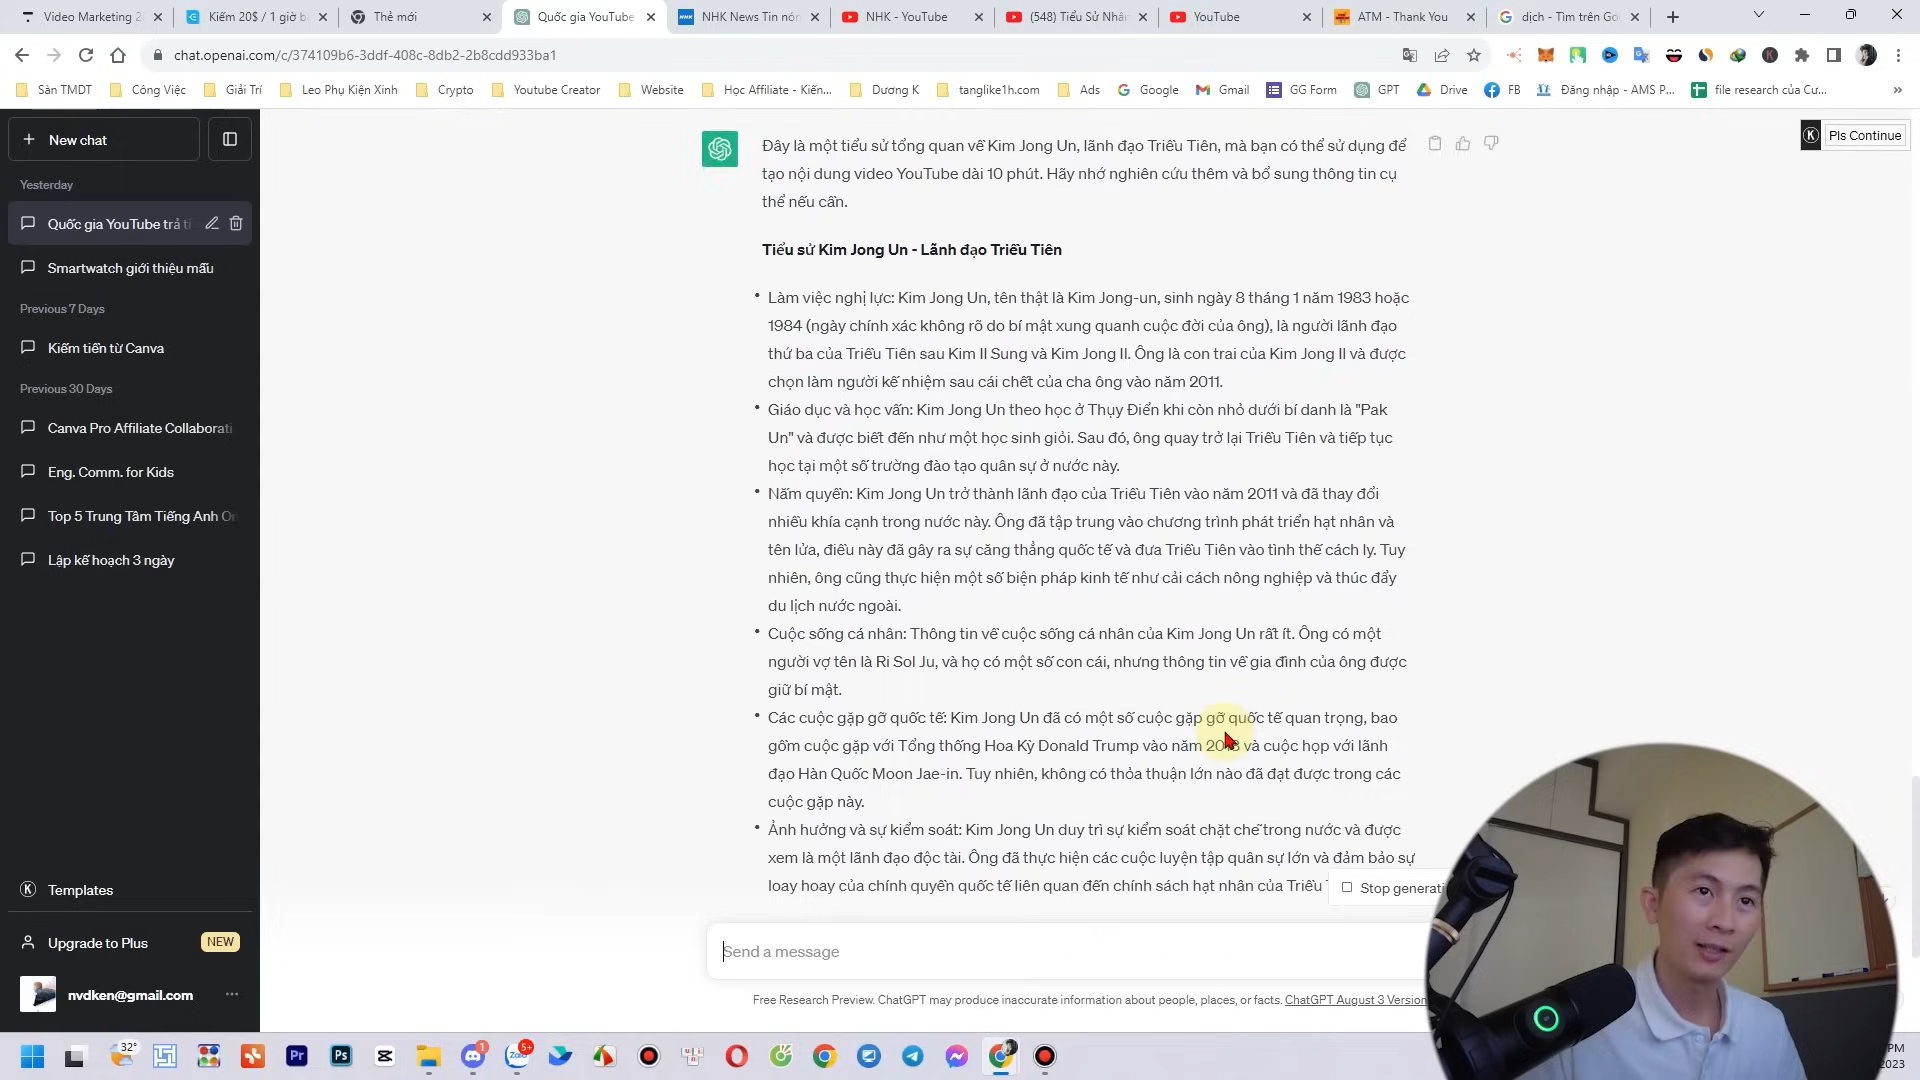 Video Marketing 2
Kiếm 20$ / 1 giờ b
Thẻ mới
Quốc gia YouTube
NHK News Tin nón
NHK - YouTube
(548) Tiểu Sử Nhân
YouTube
ATM - Thank You
dịch - Tìm trên Go
chat.openai.com/c/374109b6-3ddf-408c-8db2-2b8cdd933ba1
Sàn TMDT
Công Việc
Giải Trí
Leo Phụ Kiện Xinh
Crypto
Youtube Creator
Website
Học Affiliate - Kiến...
Dương K
tanglike1h.com
Ads
Google
Gmail
GG Form
GPT
Drive
FB
Đăng nhập - AMS P...
file research của Cư...
New chat
Pls Continue
Yesterday
Quốc gia YouTube trả ti
Smartwatch giới thiệu mẫu
Previous 7 Days
Kiếm tiền từ Canva
Previous 30 Days
Canva Pro Affiliate Collaborati
Eng. Comm. for Kids
Top 5 Trung Tâm Tiếng Anh On
Lập kế hoạch 3 ngày
Templates
Upgrade to Plus
NEW
nvdken@gmail.com
Đây là một tiểu sử tổng quan về Kim Jong Un, lãnh đạo Triều Tiên, mà bạn có thể sử dụng để
tạo nội dung video YouTube dài 10 phút. Hãy nhớ nghiên cứu thêm và bổ sung thông tin cụ
thể nếu cần.
Tiểu sử Kim Jong Un - Lãnh đạo Triều Tiên
• Làm việc nghị lực: Kim Jong Un, tên thật là Kim Jong-un, sinh ngày 8 tháng 1 năm 1983 hoặc
1984 (ngày chính xác không rõ do bí mật xung quanh cuộc đời của ông), là người lãnh đạo
thứ ba của Triều Tiên sau Kim Il Sung và Kim Jong Il. Ông là con trai của Kim Jong Il và được
chọn làm người kế nhiệm sau cái chết của cha ông vào năm 2011.
• Giáo dục và học vấn: Kim Jong Un theo học ở Thụy Điển khi còn nhỏ dưới bí danh là "Pak
Un" và được biết đến như một học sinh giỏi. Sau đó, ông quay trở lại Triều Tiên và tiếp tục
học tại một số trường đào tạo quân sự ở nước này.
• Nắm quyền: Kim Jong Un trở thành lãnh đạo của Triều Tiên vào năm 2011 và đã thay đổi
nhiều khía cạnh trong nước này. Ông đã tập trung vào chương trình phát triển hạt nhân và
tên lửa, điều này đã gây ra sự căng thẳng quốc tế và đưa Triều Tiên vào tình thế cách ly. Tuy
nhiên, ông cũng thực hiện một số biện pháp kinh tế như cải cách nông nghiệp và thúc đẩy
du lịch nước ngoài.
• Cuộc sống cá nhân: Thông tin về cuộc sống cá nhân của Kim Jong Un rất ít. Ông có một
người vợ tên là Ri Sol Ju, và họ có một số con cái, nhưng thông tin về gia đình của ông được
giữ bí mật.
• Các cuộc gặp gỡ quốc tế: Kim Jong Un đã có một số cuộc gặp gỡ quốc tế quan trọng, bao
gồm cuộc gặp với Tổng thống Hoa Kỳ Donald Trump vào năm 2018 và cuộc họp với lãnh
đạo Hàn Quốc Moon Jae-in. Tuy nhiên, không có thỏa thuận lớn nào đã đạt được trong các
cuộc gặp này.
• Ảnh hưởng và sự kiểm soát: Kim Jong Un duy trì sự kiểm soát chặt chẽ trong nước và được
xem là một lãnh đạo độc tài. Ông đã thực hiện các cuộc luyện tập quân sự lớn và đảm bảo sự
loay hoay của chính quyền quốc tế liên quan đến chính sách hạt nhân của Triều
Stop generati
Send a message
Free Research Preview. ChatGPT may produce inaccurate information about people, places, or facts. ChatGPT August 3 Version
32°
1
5+
PM
2023